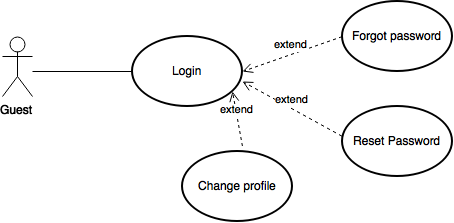 Forgot password
extend
Login
Guest
extend
extend
Reset Password
Change profile